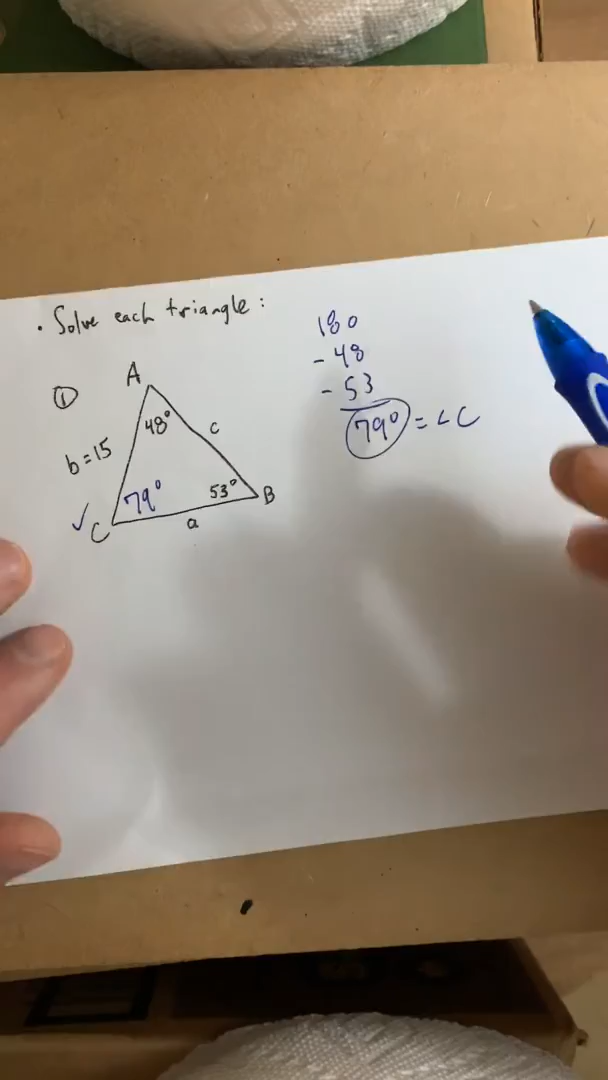 • Solve each triangle:
①
A
48°
c
b=15
79°
53°
B
✓ C
a
180
- 48
- 53
79° = ∠C